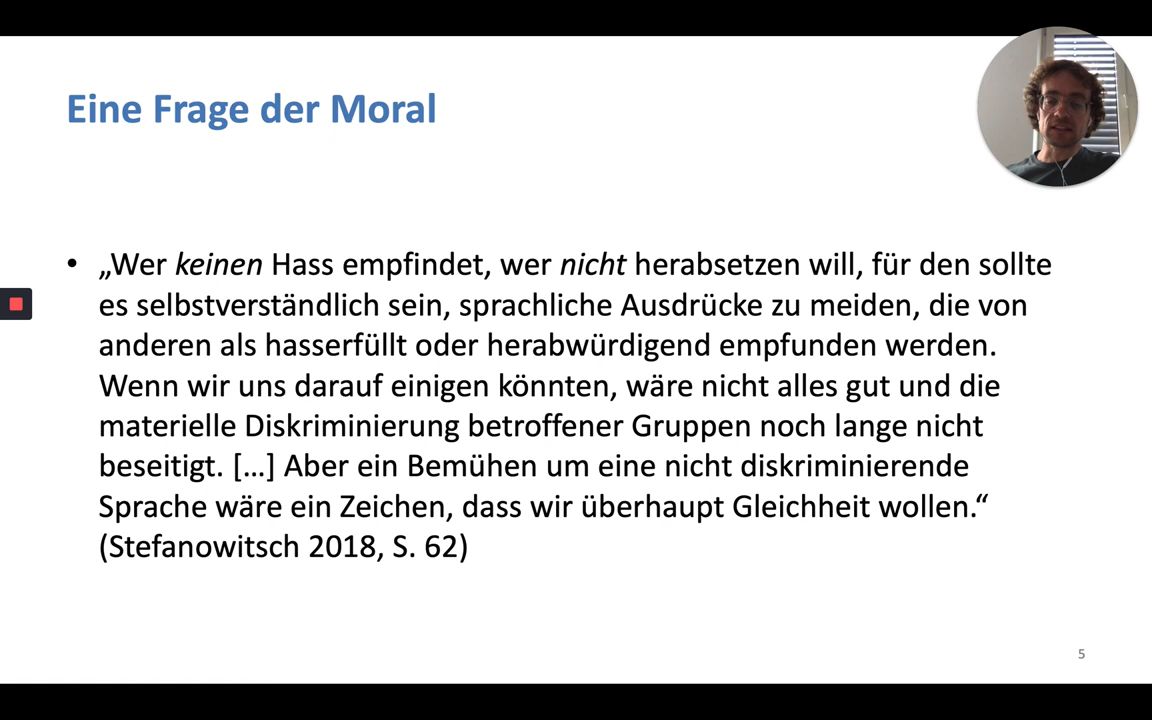 Eine Frage der Moral
• „Wer keinen Hass empfindet, wer nicht herabsetzen will, für den sollte
es selbstverständlich sein, sprachliche Ausdrücke zu meiden, die von
anderen als hasserfüllt oder herabwürdigend empfunden werden.
Wenn wir uns darauf einigen könnten, wäre nicht alles gut und die
materielle Diskriminierung betroffener Gruppen noch lange nicht
beseitigt. […] Aber ein Bemühen um eine nicht diskriminierende
Sprache wäre ein Zeichen, dass wir überhaupt Gleichheit wollen.“
(Stefanowitsch 2018, S. 62)
5